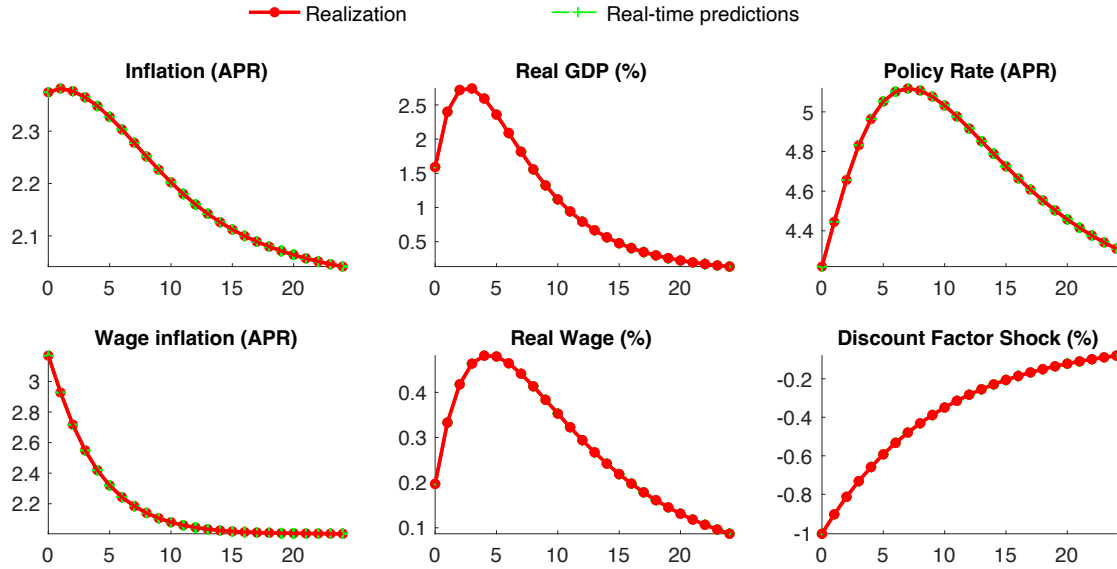 Realization
Real-time predictions
Inflation (APR)
2.3
2.2
2.1
0 5 10 15 20
Real GDP (%)
2.5
2
1.5
1
0.5
0 5 10 15 20
Policy Rate (APR)
5
4.8
4.6
4.4
0 5 10 15 20
Wage inflation (APR)
3
2.8
2.6
2.4
2.2
0 5 10 15 20
Real Wage (%)
0.4
0.3
0.2
0.1
0 5 10 15 20
Discount Factor Shock (%)
-0.2
-0.4
-0.6
-0.8
-1
0 5 10 15 20